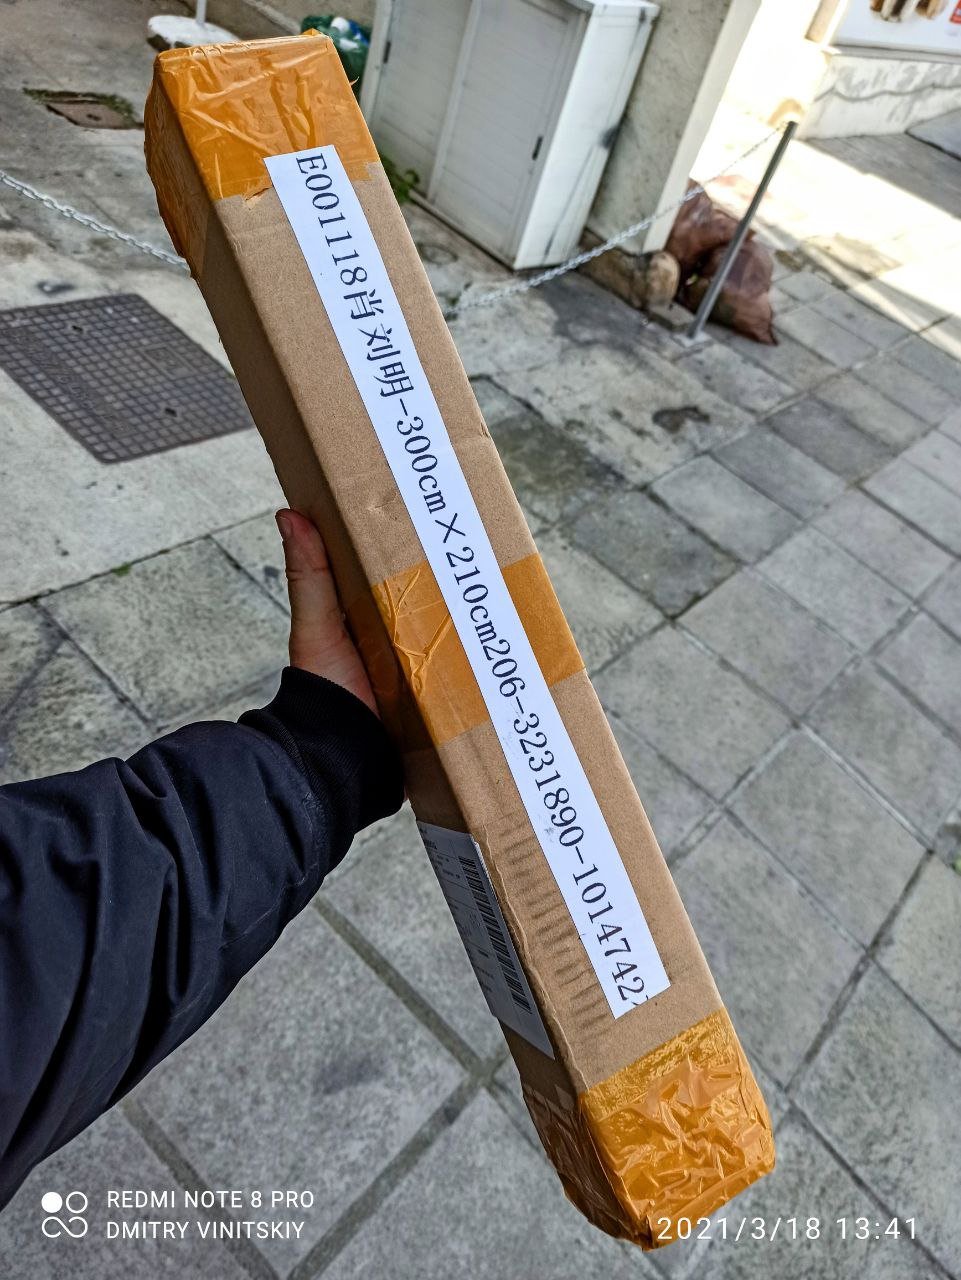 E001118肖刘明-300cm×210cm206-3231890-1014742
REDMI NOTE 8 PRO
DMITRY VINITSKIY
2021/3/18 13:41